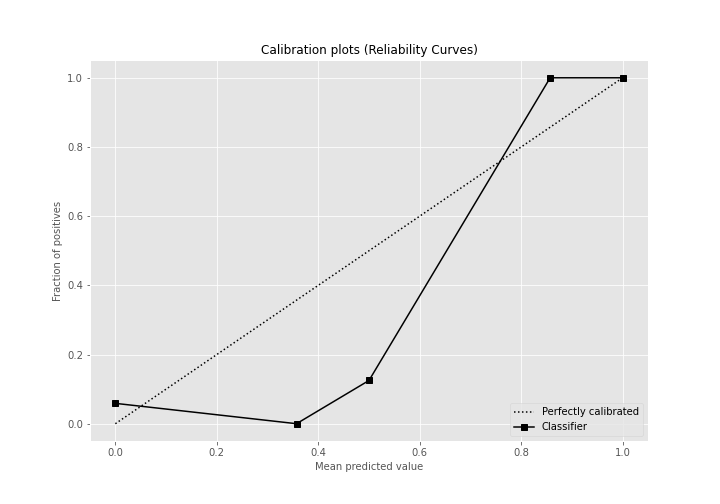 Calibration plots (Reliability Curves)
1.0
0.8
0.6
0.4
0.2
0.0
Fraction of positives
0.0 0.2 0.4 0.6 0.8 1.0
Mean predicted value
Perfectly calibrated
Classifier